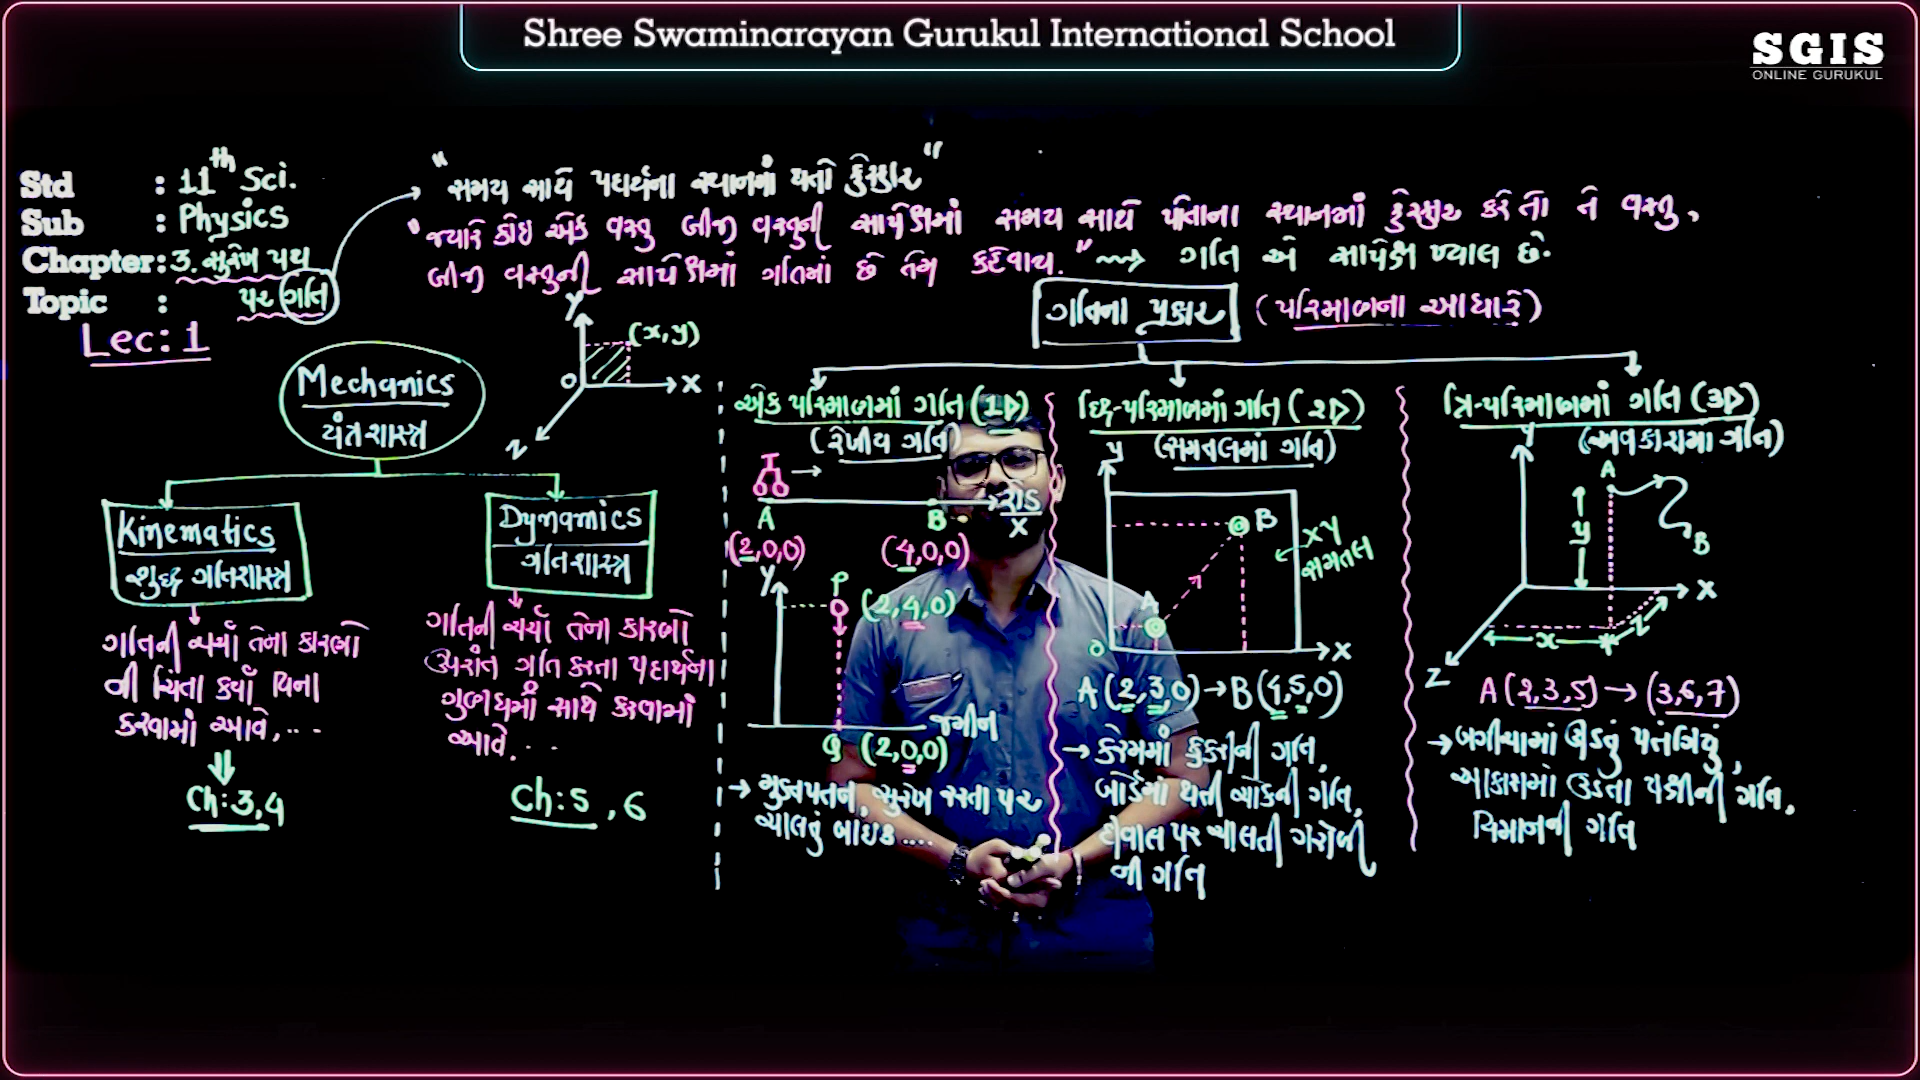 Shree Swaminarayan Gurukul International School
SGIS
ONLINE GURUKUL
Std : 11th Sci.
Sub : Physics
Chapter: 3. સુરેખ પથ
Topic : પર ગતિ
Lec: 1
"સમય સાથે પદાર્થના સ્થાનમાં થતો ફેરફાર"
"જ્યારે કોઇ એક વસ્તુ બીજી વસ્તુની સાપેક્ષમાં સમય સાથે પોતાના સ્થાનમાં ફેરફાર કરે તો તે વસ્તુ,
બીજી વસ્તુની સાપેક્ષમાં ગતિમાં છે તેમ કહેવાય." ⇝ ગતિ એ સાપેક્ષ ખ્યાલ છે.
Y
(x,y)
O
X
Z
Mechanics
યંત્રશાસ્ત્ર
Kinematics
શુદ્ધ ગતિશાસ્ત્ર
ગતિની ચર્ચા તેના કારણો
ની ચિંતા કર્યા વિના
કરવામાં આવે,...
Ch:3,4
Dynamics
ગતિશાસ્ત્ર
ગતિની ચર્ચા તેના કારણો
ઉપરાંત ગતિ કરતા પદાર્થના
ગુણધર્મો સાથે કરવામાં
આવે. ...
Ch:5,6
ગતિના પ્રકાર (પરિમાણના આધારે)
એક પરિમાણમાં ગતિ (1D)
(રેખીય ગતિ)
રોડ
A
B
X
(2,0,0)
(4,0,0)
Y
P
(2,4,0)
જમીન
Q (2,0,0)
→ મુક્તપતન, સુરેખ રસ્તા પર
ચાલતું બાઇક....
દ્વિ-પરિમાણમાં ગતિ (2D)
(સમતલમાં ગતિ)
y
B
XY
સમતલ
A
O
X
A(2,3,0)→B(4,5,0)
→ કેરમમાં કુકરીની ગતિ,
બોર્ડમાં થતી ચોકની ગતિ,
દીવાલ પર ચાલતી ગરોળી
ની ગતિ
ત્રિ-પરિમાણમાં ગતિ (3D)
(અવકાશમાં ગતિ)
Y
A
y
B
X
x
z
Z
A(2,3,5)→(3,6,7)
→ બગીચામાં ઊડતું પતંગિયું,
આકાશમાં ઉડતા પક્ષીની ગતિ,
વિમાનની ગતિ